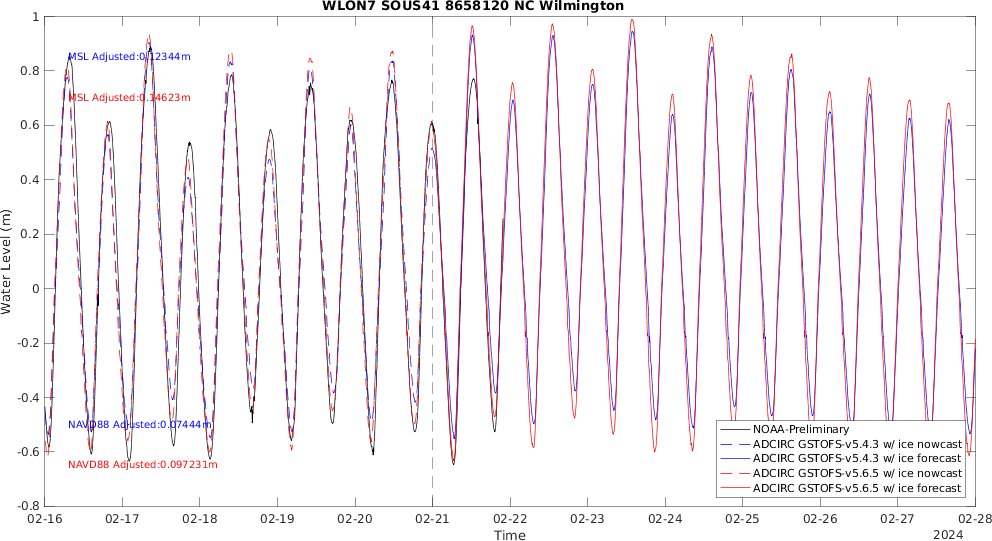 WLON7 SOUS41 8658120 NC Wilmington
1
0.8
0.6
0.4
0.2
0
-0.2
-0.4
-0.6
-0.8
Water Level (m)
MSL Adjusted:0.12344m
MSL Adjusted:0.14623m
NAVD88 Adjusted:0.07444m
NAVD88 Adjusted:0.097231m
NOAA-Preliminary
ADCIRC GSTOFS-v5.4.3 w/ ice nowcast
ADCIRC GSTOFS-v5.4.3 w/ ice forecast
ADCIRC GSTOFS-v5.6.5 w/ ice nowcast
ADCIRC GSTOFS-v5.6.5 w/ ice forecast
02-16 02-17 02-18 02-19 02-20 02-21 02-22 02-23 02-24 02-25 02-26 02-27 02-28
Time
2024